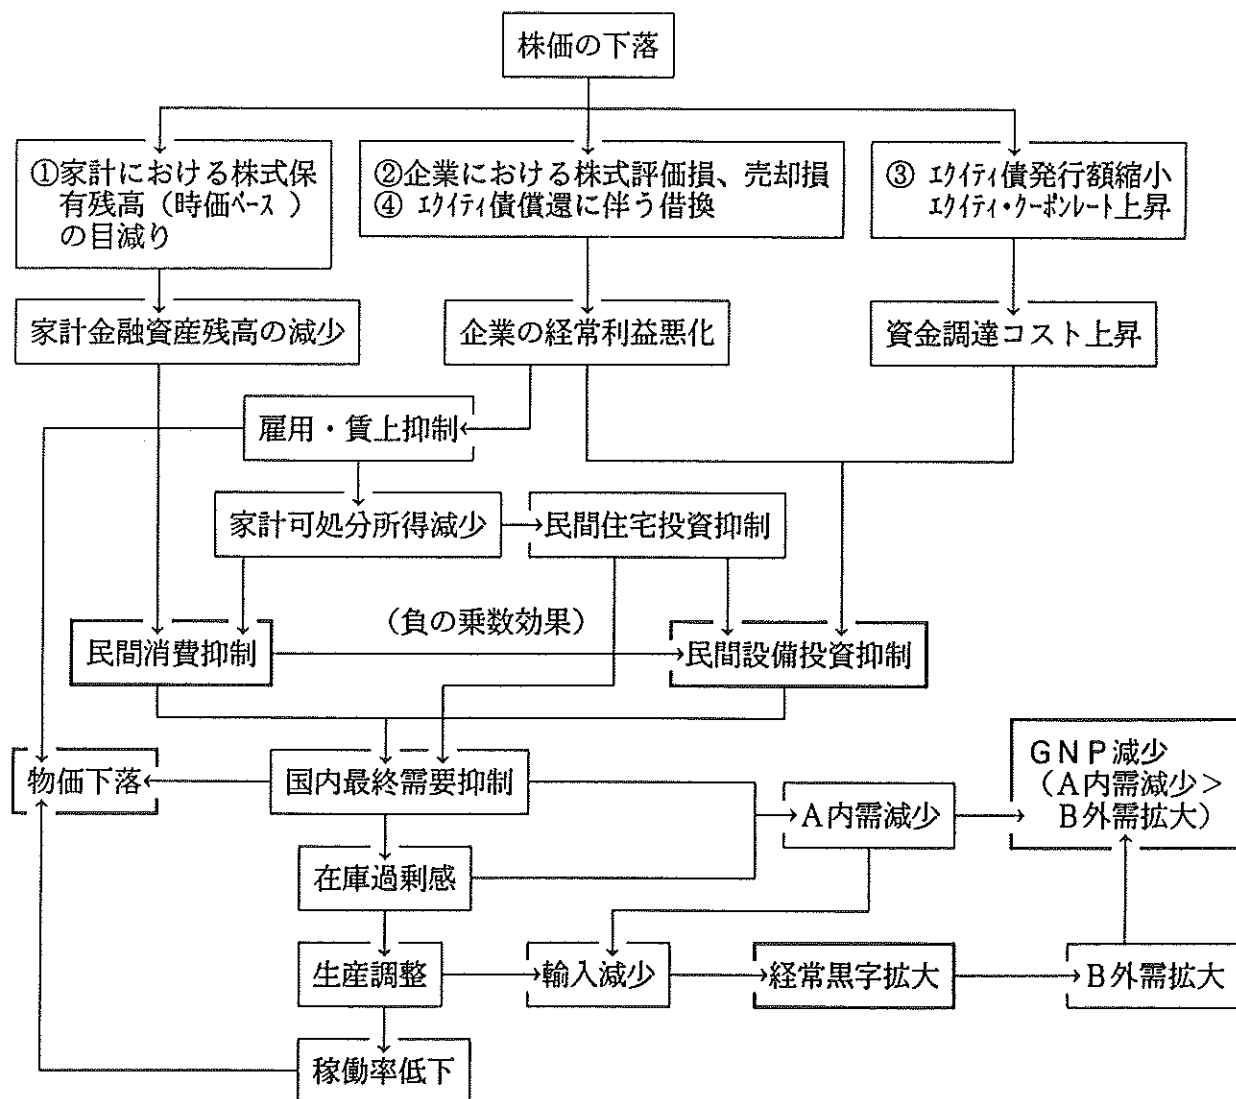 株価の下落
①家計における株式保
有残高(時価ベース)
の目減り
②企業における株式評価損、売却損
④ エクイティ債償還に伴う借換
③ エクイティ債発行額縮小
エクイティ・クーポンレート上昇
家計金融資産残高の減少
企業の経常利益悪化
資金調達コスト上昇
雇用・賃上抑制
家計可処分所得減少
民間住宅投資抑制
(負の乗数効果)
民間消費抑制
民間設備投資抑制
物価下落
国内最終需要抑制
A内需減少
GNP減少
(A内需減少>
B外需拡大)
在庫過剰感
生産調整
輸入減少
経常黒字拡大
B外需拡大
稼働率低下